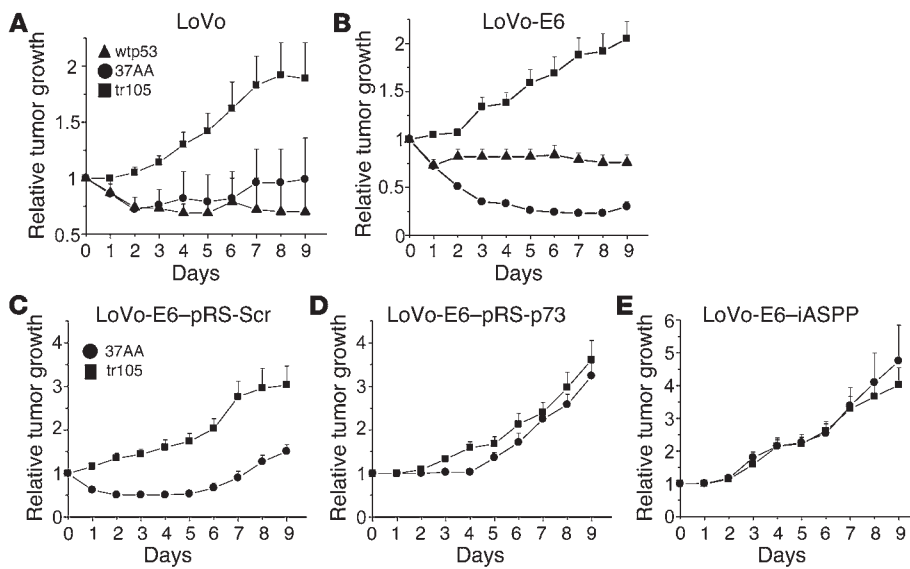 A
LoVo
Relative tumor growth
2
1.5
1
0.5
wtp53
37AA
tr105
0 1 2 3 4 5 6 7 8 9
Days
B
LoVo-E6
Relative tumor growth
2
1.5
1
0.5
0
0 1 2 3 4 5 6 7 8 9
Days
C
LoVo-E6–pRS-Scr
Relative tumor growth
4
3
2
1
0
37AA
tr105
0 1 2 3 4 5 6 7 8 9
Days
D
LoVo-E6–pRS-p73
Relative tumor growth
4
3
2
1
0
0 1 2 3 4 5 6 7 8 9
Days
E
LoVo-E6–iASPP
Relative tumor growth
6
5
4
3
2
1
0
0 1 2 3 4 5 6 7 8 9
Days